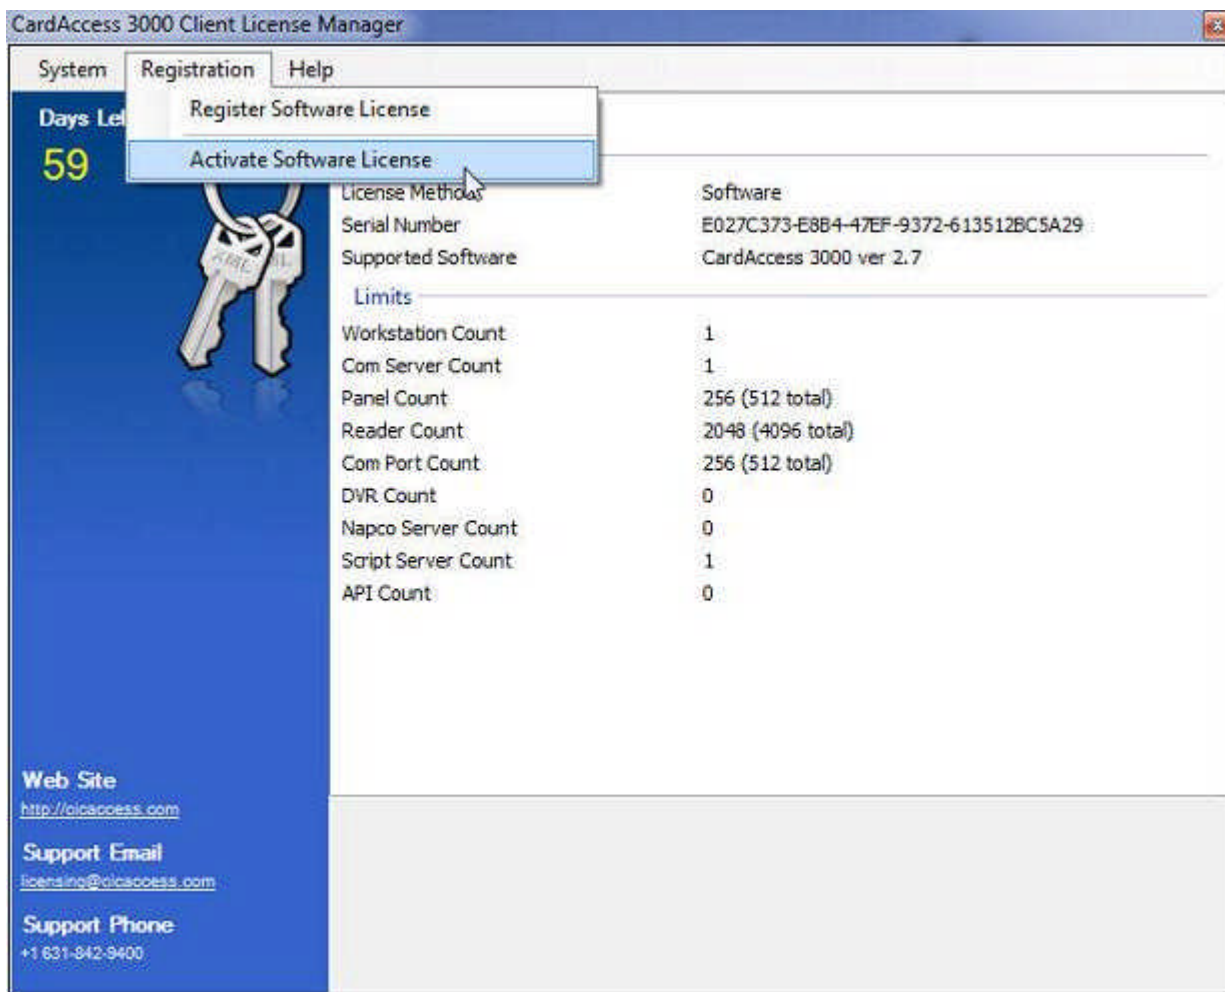 CardAccess 3000 Client License Manager
System Registration Help
Register Software License
Activate Software License
Days Lef
59
License Methods Software
Serial Number E027C373-E8B4-47EF-9372-613512BC5A29
Supported Software CardAccess 3000 ver 2.7
Limits
Workstation Count 1
Com Server Count 1
Panel Count 256 (512 total)
Reader Count 2048 (4096 total)
Com Port Count 256 (512 total)
DVR Count 0
Napco Server Count 0
Script Server Count 1
API Count 0
Web Site
http://cicaccess.com
Support Email
licensing@cicaccess.com
Support Phone
+1 631-842-9400